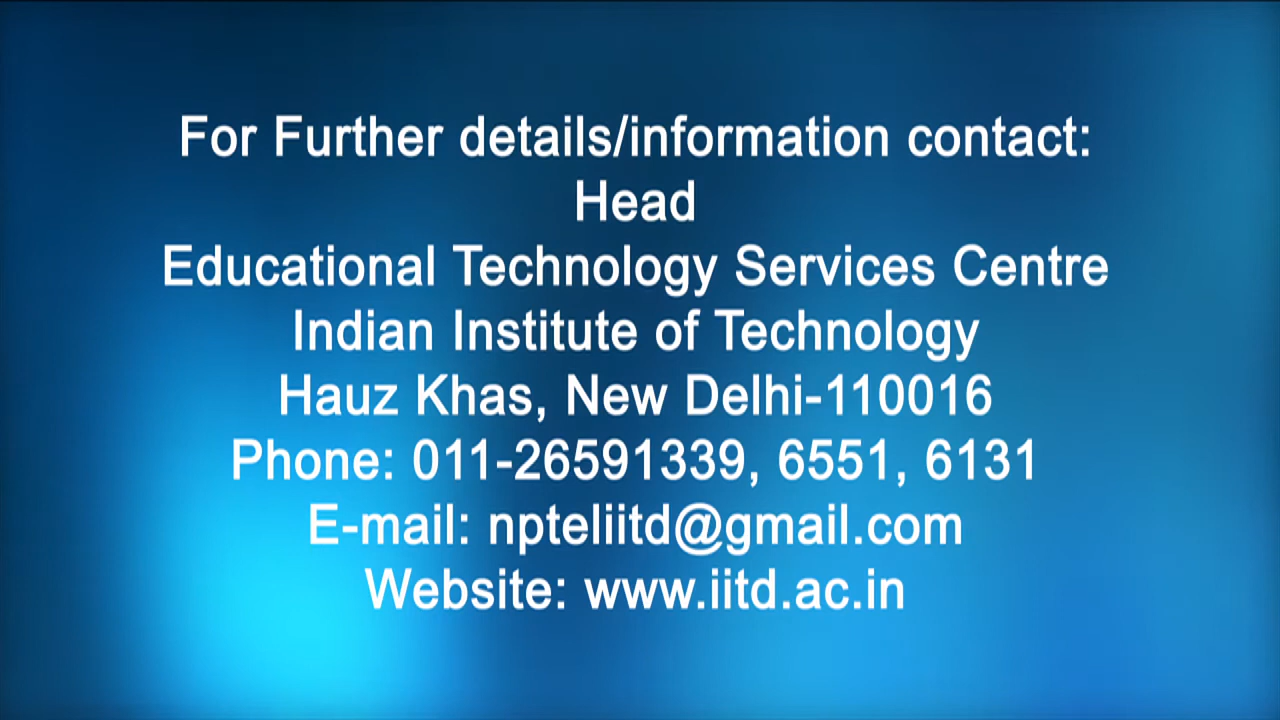 For Further details/information contact:
Head
Educational Technology Services Centre
Indian Institute of Technology
Hauz Khas, New Delhi-110016
Phone: 011-26591339, 6551, 6131
E-mail: npteliitd@gmail.com
Website: www.iitd.ac.in